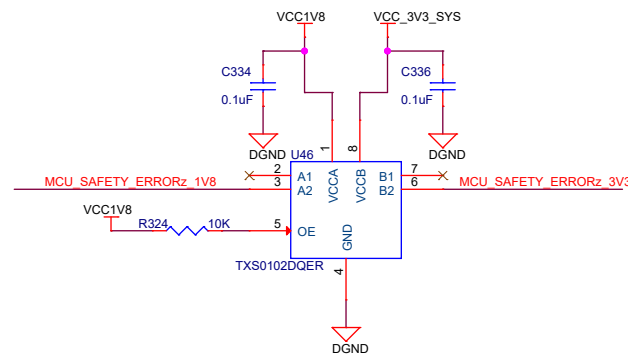 VCC1V8 VCC_3V3_SYS
C334 C336
0.1uF 0.1uF
1 8
DGND U46 DGND
2 A1 VCCA VCCB B1 7
MCU_SAFETY_ERRORz_1V8 3 A2 B2 6 MCU_SAFETY_ERRORz_3V3
VCC1V8
R324 10K 5 OE GND
TXS0102DQER 4
DGND